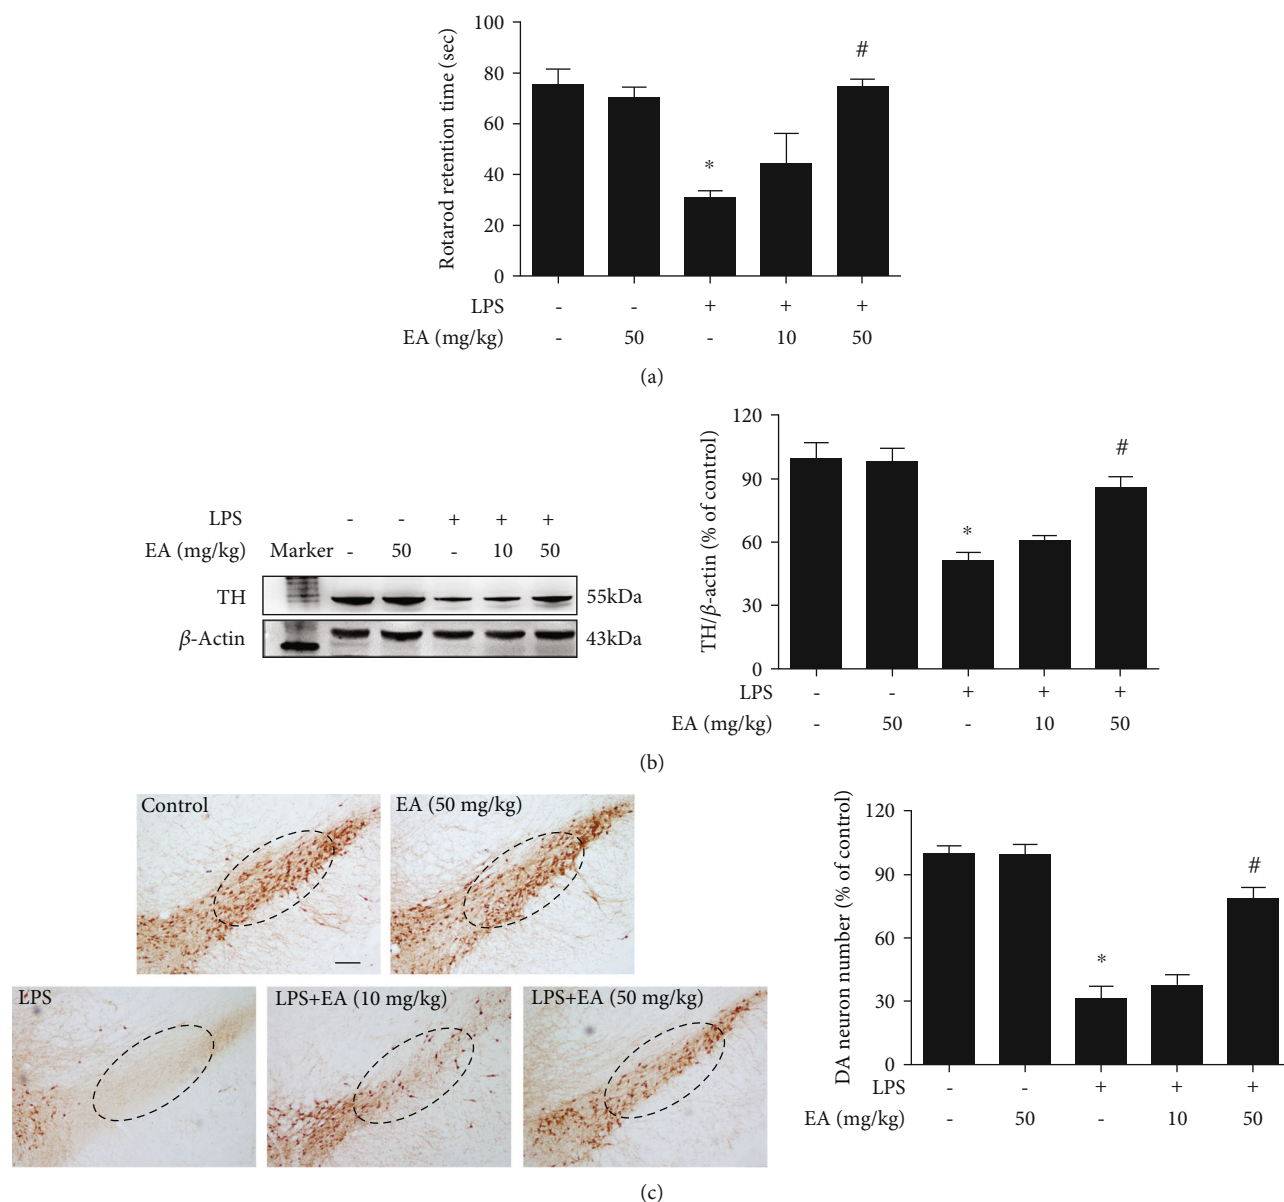 100
80
60
40
20
0
Rotarod retention time (sec)
*
#
LPS - - + + +
EA (mg/kg) - 50 - 10 50
(a)
LPS - - + + +
EA (mg/kg) Marker - 50 - 10 50
TH 55kDa
β-Actin 43kDa
120
90
60
30
0
TH/β-actin (% of control)
*
#
LPS - - + + +
EA (mg/kg) - 50 - 10 50
(b)
Control
EA (50 mg/kg)
LPS
LPS+EA (10 mg/kg)
LPS+EA (50 mg/kg)
120
90
60
30
0
DA neuron number (% of control)
*
#
LPS - - + + +
EA (mg/kg) - 50 - 10 50
(c)